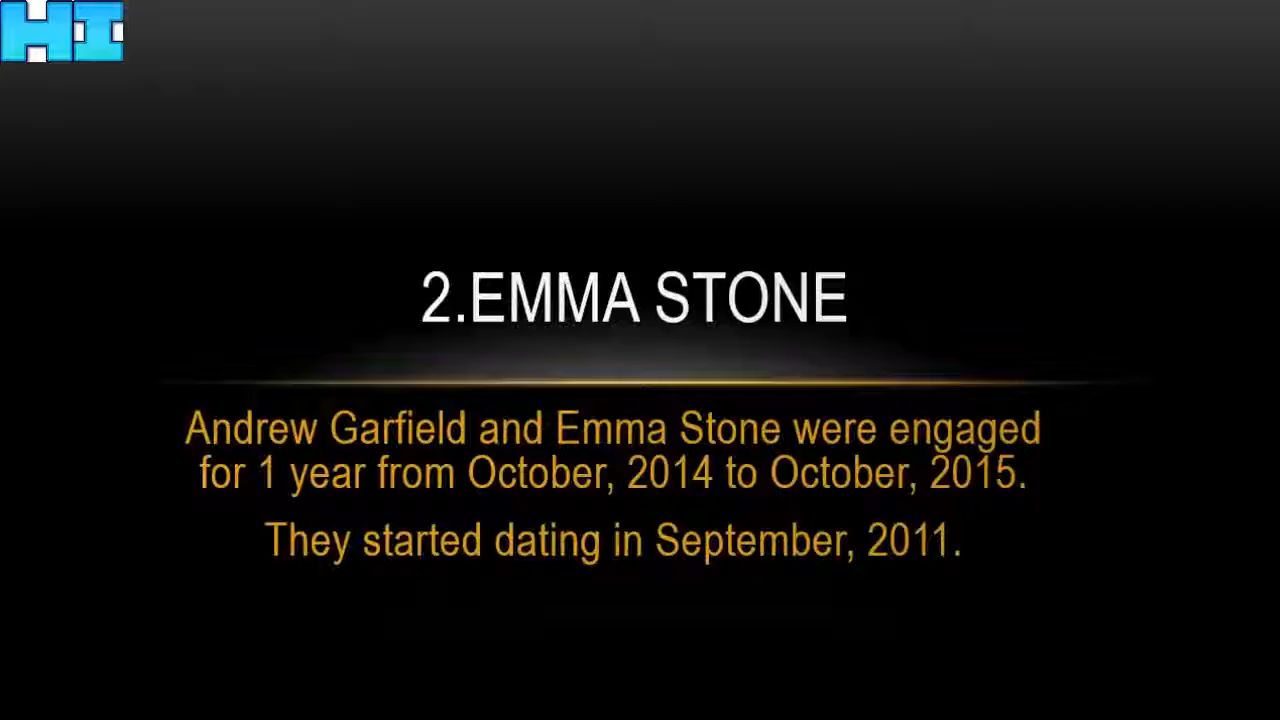 HI
2.EMMA STONE
Andrew Garfield and Emma Stone were engaged
for 1 year from October, 2014 to October, 2015.
They started dating in September, 2011.